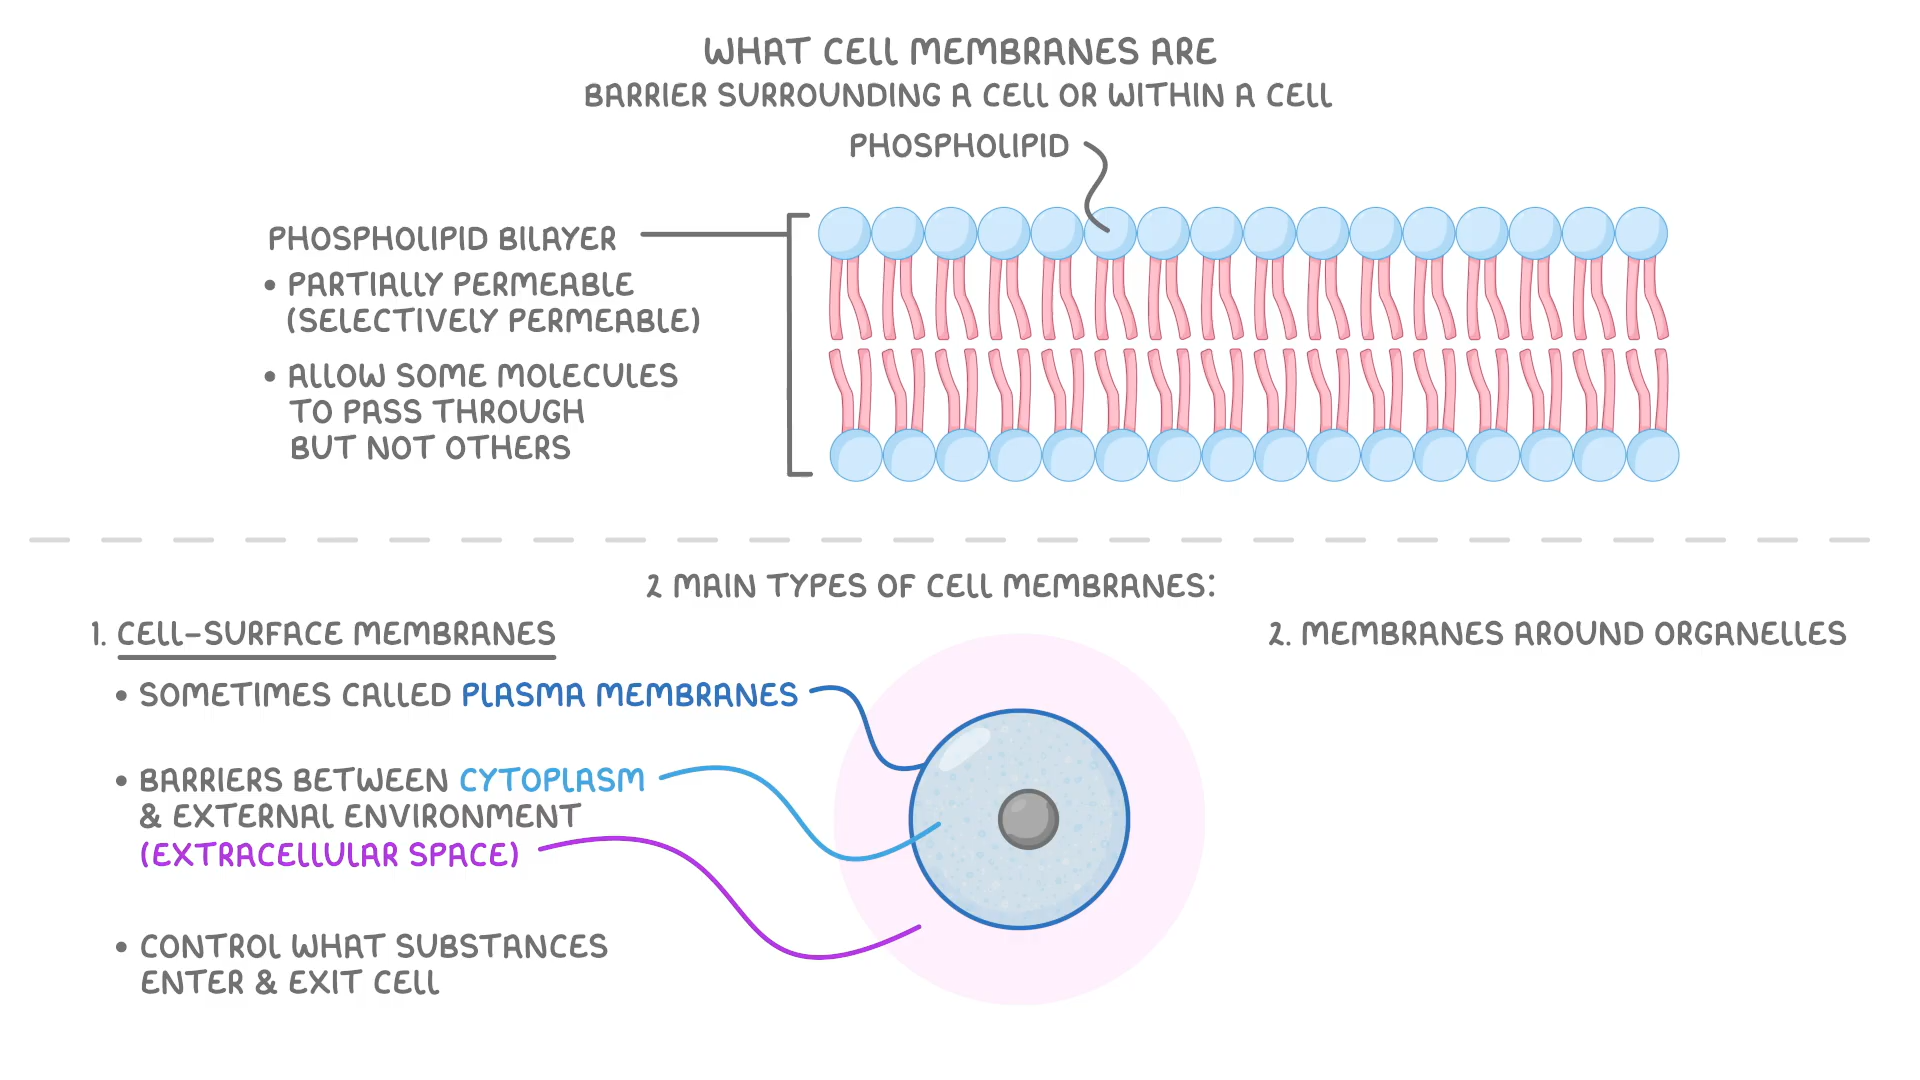 WHAT CELL MEMBRANES ARE
BARRIER SURROUNDING A CELL OR WITHIN A CELL
PHOSPHOLIPID
PHOSPHOLIPID BILAYER
• PARTIALLY PERMEABLE
(SELECTIVELY PERMEABLE)
• ALLOW SOME MOLECULES
TO PASS THROUGH
BUT NOT OTHERS
2 MAIN TYPES OF CELL MEMBRANES:
1. CELL-SURFACE MEMBRANES
• SOMETIMES CALLED PLASMA MEMBRANES
• BARRIERS BETWEEN CYTOPLASM
& EXTERNAL ENVIRONMENT
(EXTRACELLULAR SPACE)
• CONTROL WHAT SUBSTANCES
ENTER & EXIT CELL
2. MEMBRANES AROUND ORGANELLES